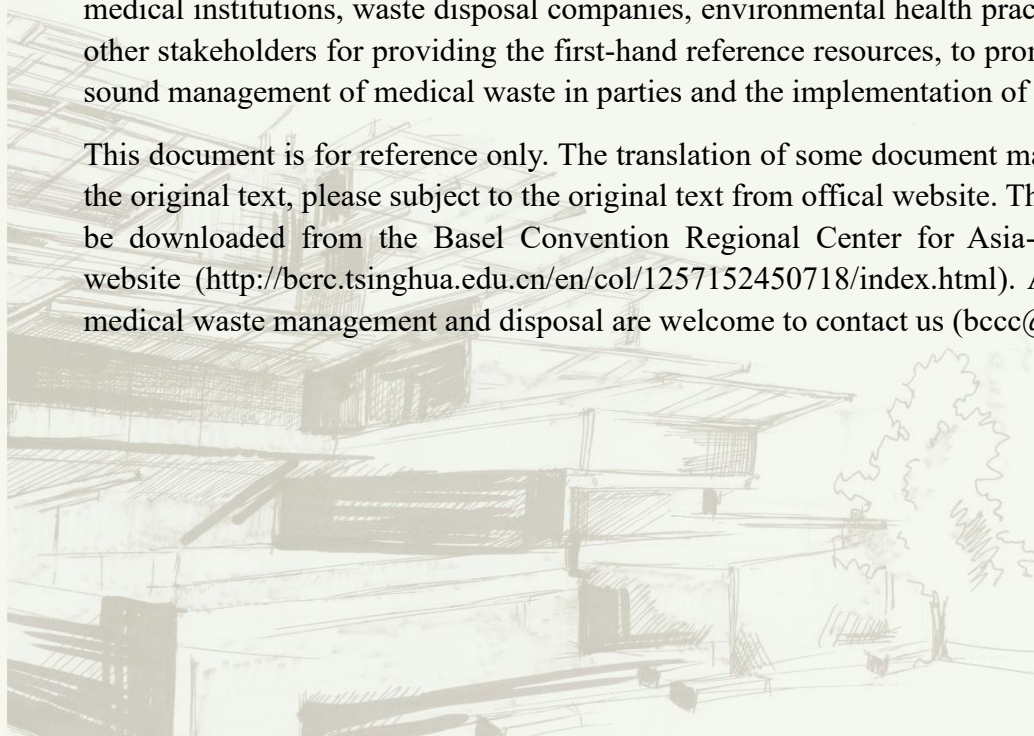 medical institutions, waste disposal companies, environmental health
other stakeholders for providing the first-hand reference resources, to
sound management of medical waste in parties and the implementation of
This document is for reference only. The translation of some document
the original text, please subject to the original text from offical website.
be downloaded from the Basel Convention Regional Center for Asia-
website (http://bcrc.tsinghua.edu.cn/en/col/1257152450718/index.html).
medical waste management and disposal are welcome to contact us (bccc@